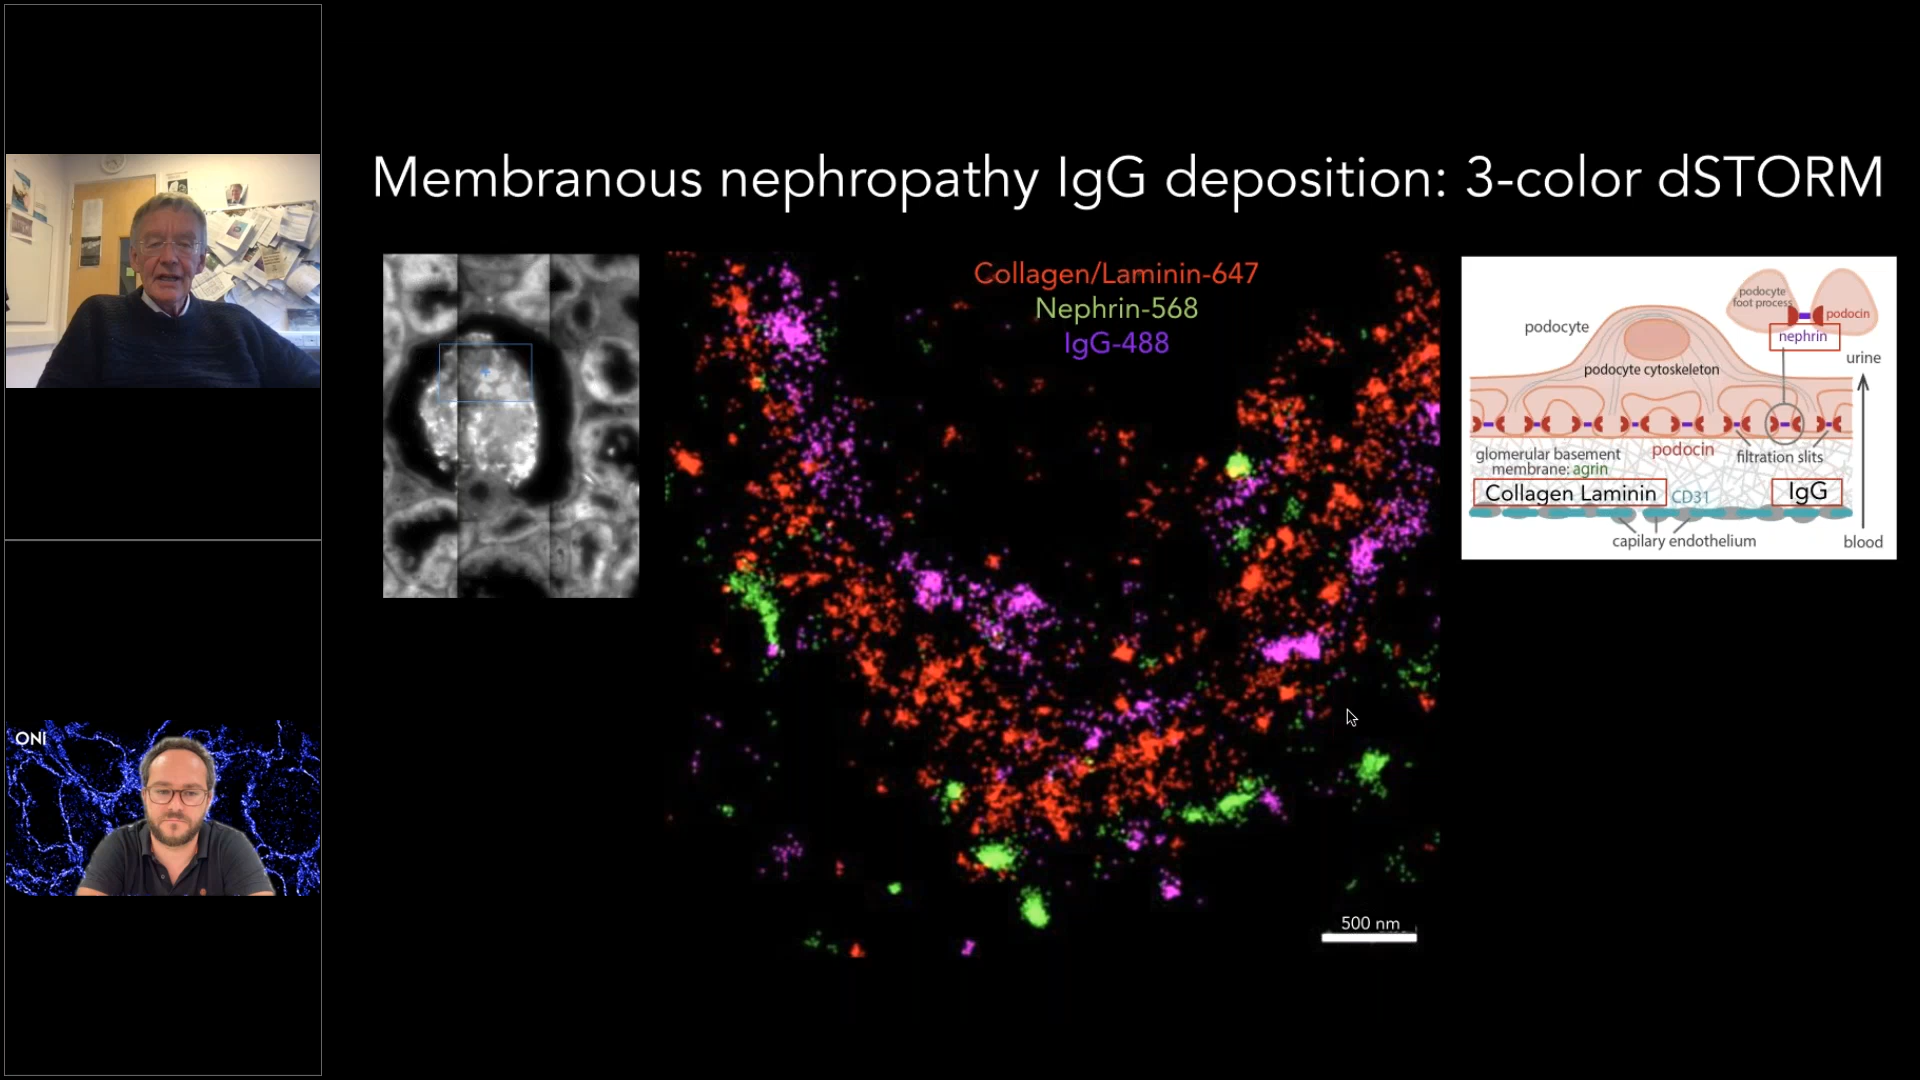 Membranous nephropathy IgG deposition: 3-color dSTORM
Collagen/Laminin-647
Nephrin-568
IgG-488
500 nm
podocyte
foot process
podocin
nephrin
podocyte
urine
podocyte cytoskeleton
podocin
glomerular basement
membrane: agrin
filtration slits
Collagen Laminin
CD31
IgG
capilary endothelium
blood
ONI